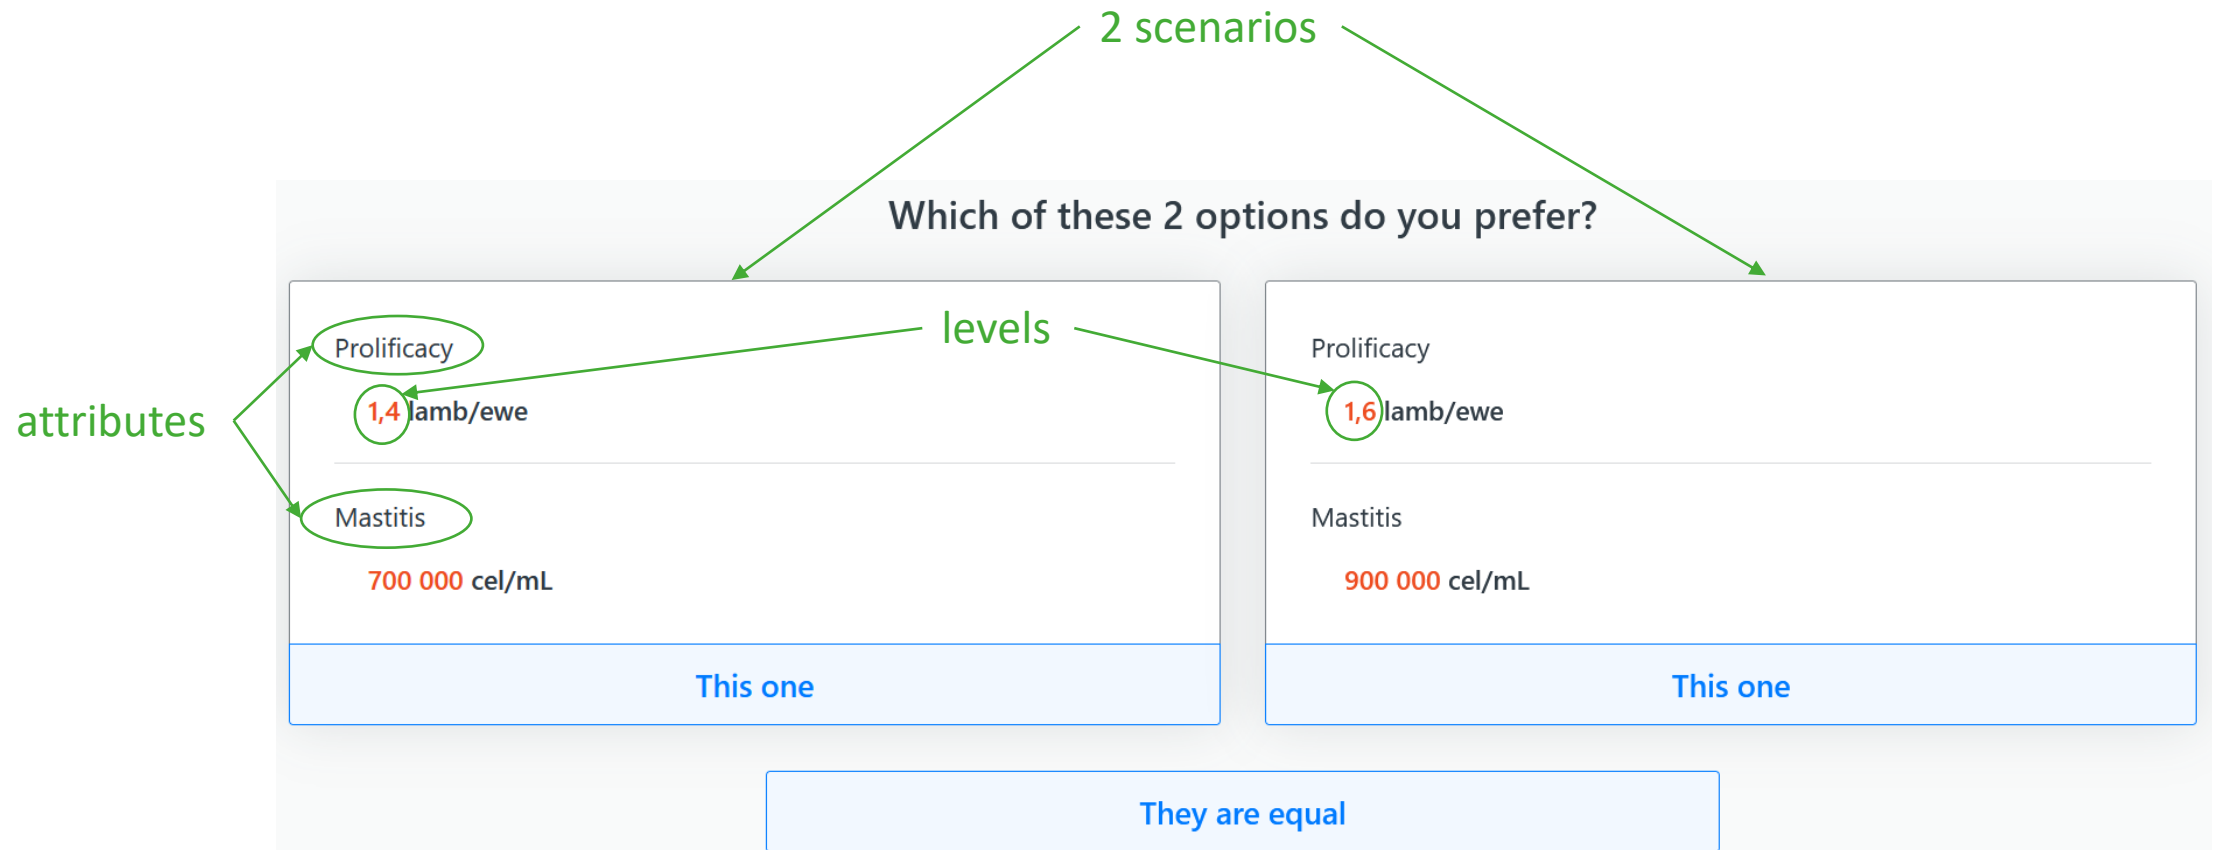 2 scenarios
Which of these 2 options do you prefer?
levels
attributes
Prolificacy
1,4 lamb/ewe
Mastitis
700 000 cel/mL
This one
Prolificacy
1,6 lamb/ewe
Mastitis
900 000 cel/mL
This one
They are equal